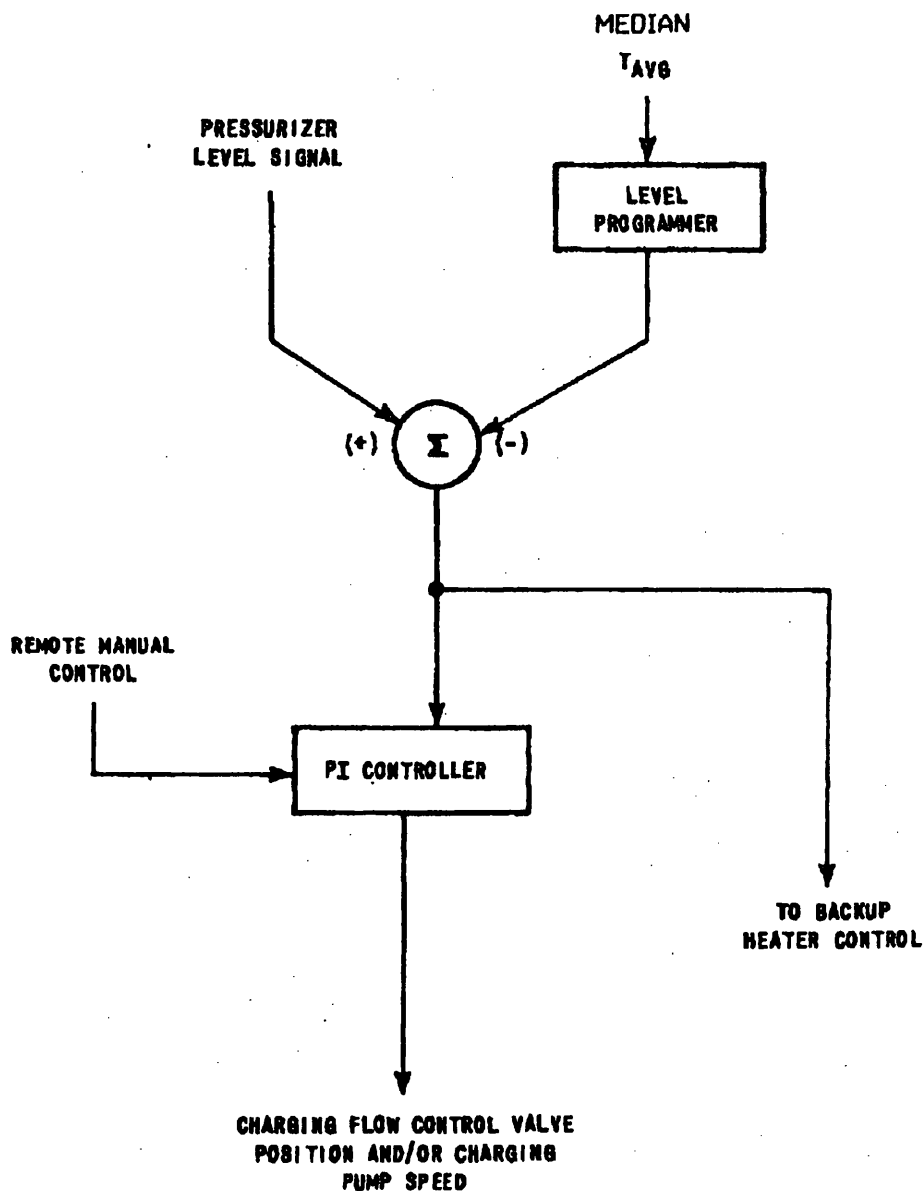 MEDIAN
TAVG
PRESSURIZER
LEVEL SIGNAL
LEVEL
PROGRAMMER
(+)
Σ
(-)
REMOTE MANUAL
CONTROL
PI CONTROLLER
TO BACKUP
HEATER CONTROL
CHARGING FLOW CONTROL VALVE
POSITION AND/OR CHARGING
PUMP SPEED